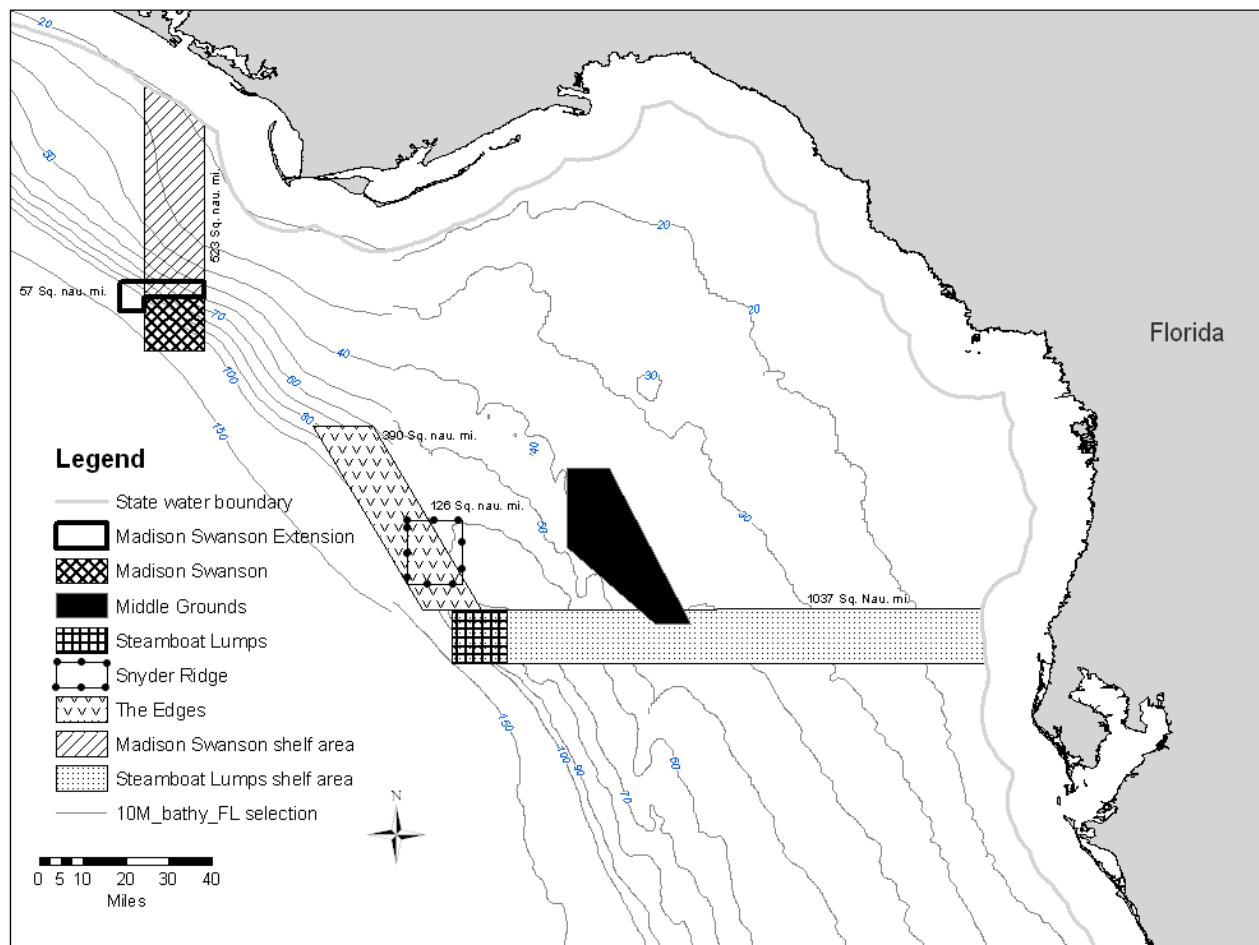 20
50
523 Sq. nau. mi.
57 Sq. nau. mi.
70
100
150
40
60
80
20
20
30
Florida
390 Sq. nau. mi.
40
126 Sq. nau. mi.
50
30
1037 Sq. Nau. mi.
150
100
90
70
60
60
Legend
State water boundary
Madison Swanson Extension
Madison Swanson
Middle Grounds
Steamboat Lumps
Snyder Ridge
The Edges
Madison Swanson shelf area
Steamboat Lumps shelf area
10M_bathy_FL selection
N
0 5 10 20 30 40
Miles